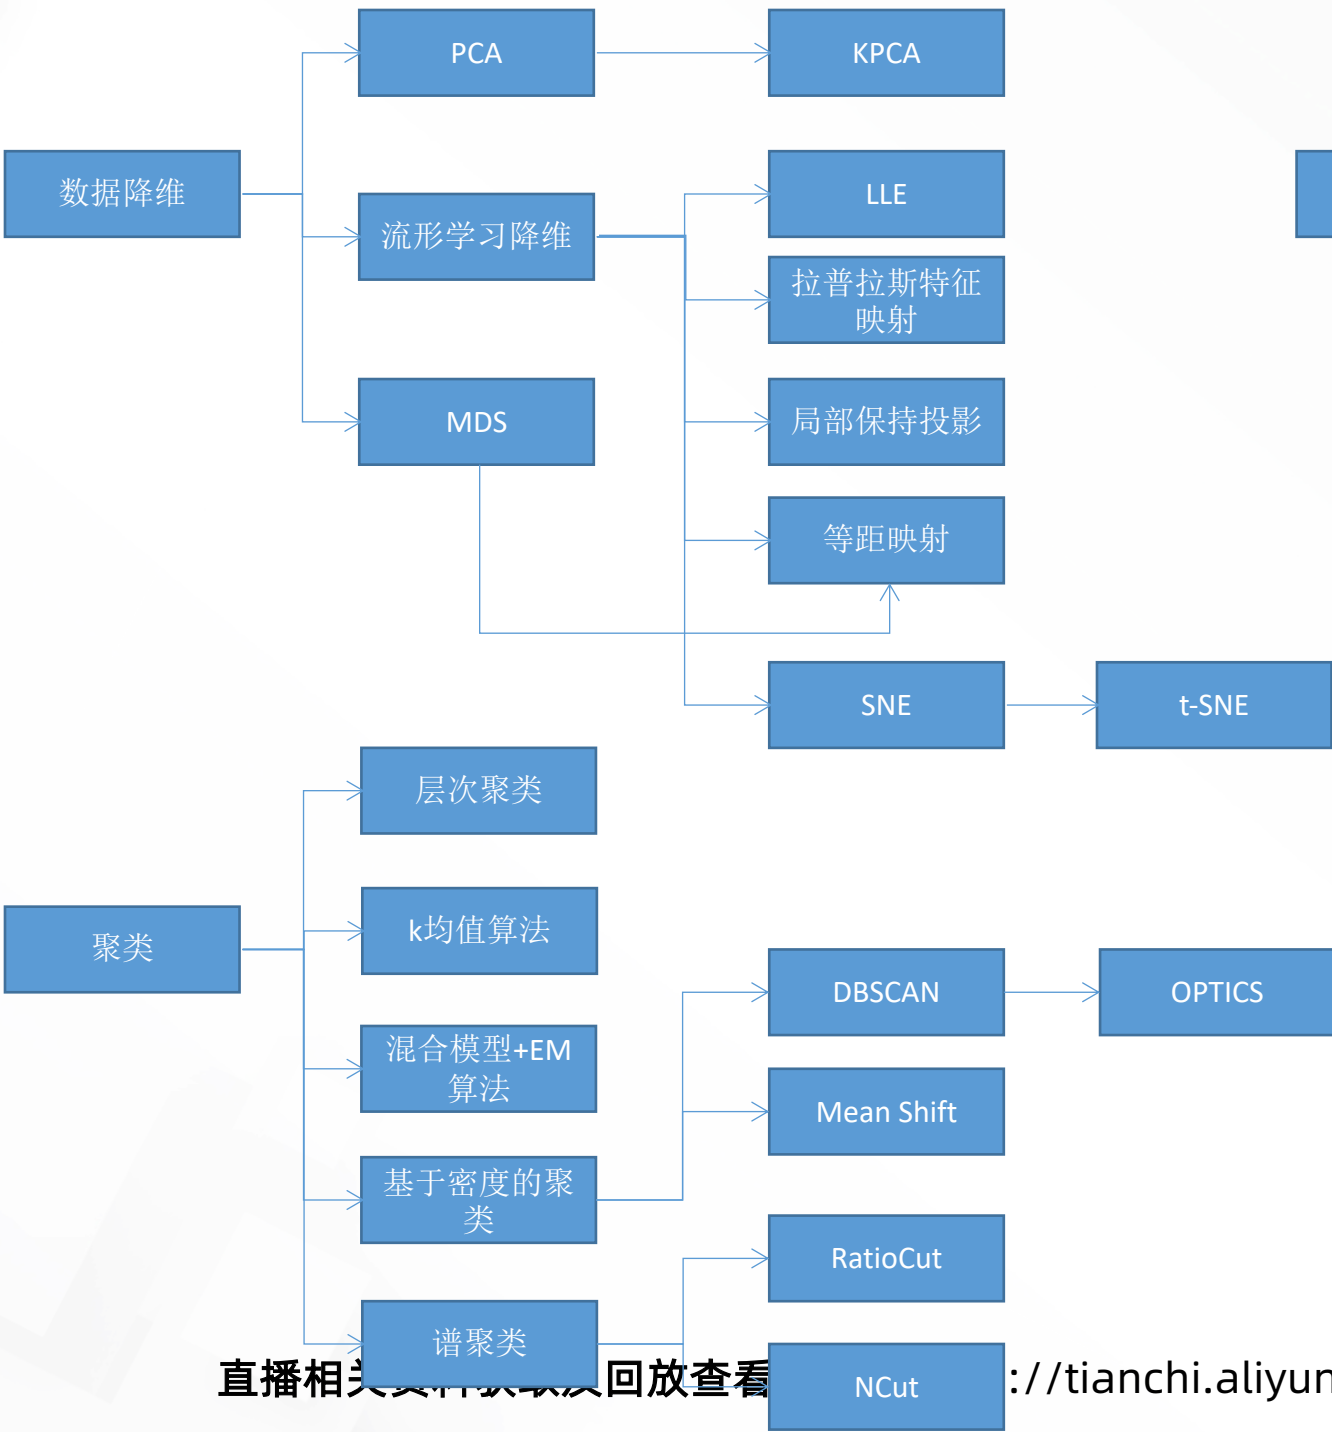 PCA
KPCA
数据降维
流形学习降维
LLE
拉普拉斯特征
映射
MDS
局部保持投影
等距映射
SNE
t-SNE
层次聚类
聚类
k均值算法
DBSCAN
OPTICS
混合模型+EM
算法
Mean Shift
基于密度的聚
类
RatioCut
谱聚类
NCut
直播相关
回放查看
://tianchi.aliyun